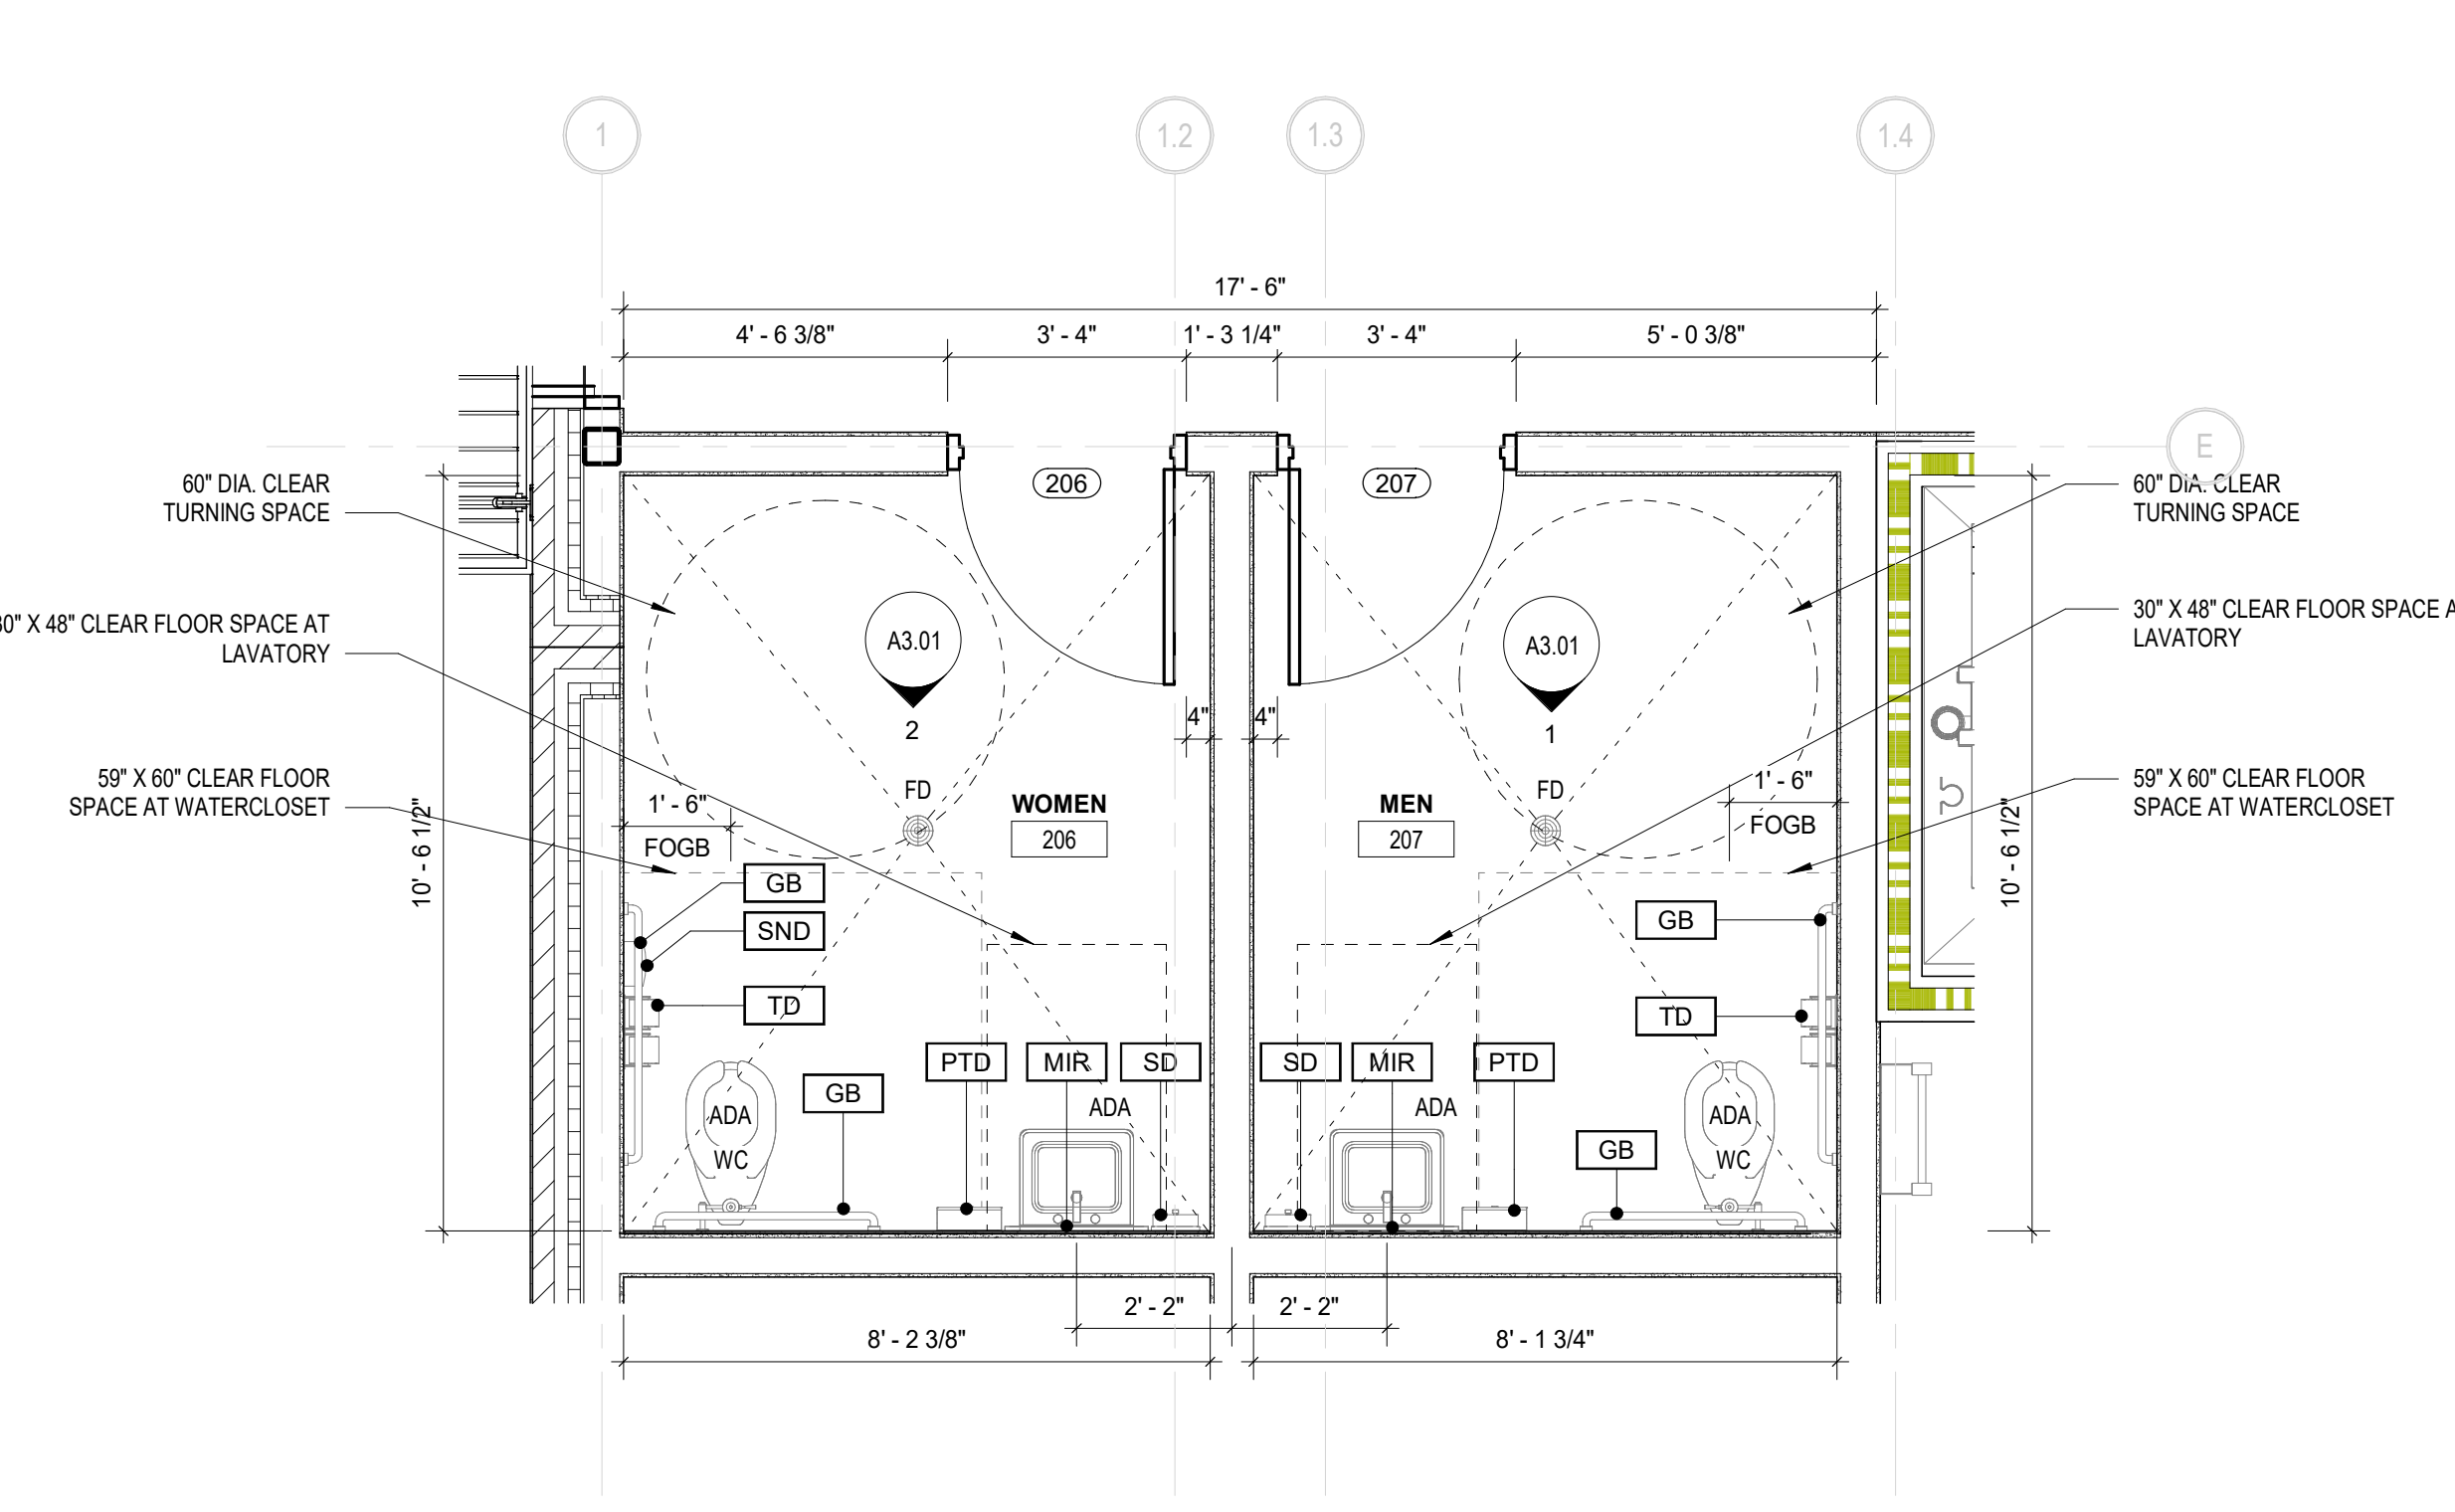 1
1.2
1.3
1.4
17' - 6"
4' - 6 3/8"
3' - 4"
1' - 3 1/4"
3' - 4"
5' - 0 3/8"
E
206
207
60" DIA. CLEAR
TURNING SPACE
60" DIA. CLEAR
TURNING SPACE
30" X 48" CLEAR FLOOR SPACE AT
LAVATORY
30" X 48" CLEAR FLOOR SPACE A
LAVATORY
A3.01
2
A3.01
1
4"
4"
59" X 60" CLEAR FLOOR
SPACE AT WATERCLOSET
59" X 60" CLEAR FLOOR
SPACE AT WATERCLOSET
10' - 6 1/2"
10' - 6 1/2"
1' - 6"
FOGB
FD
WOMEN
206
MEN
207
FD
1' - 6"
FOGB
GB
SND
TD
GB
TD
GB
PTD
MIR
SD
SD
MIR
PTD
GB
ADA
WC
ADA
ADA
ADA
WC
2' - 2"
2' - 2"
8' - 2 3/8"
8' - 1 3/4"